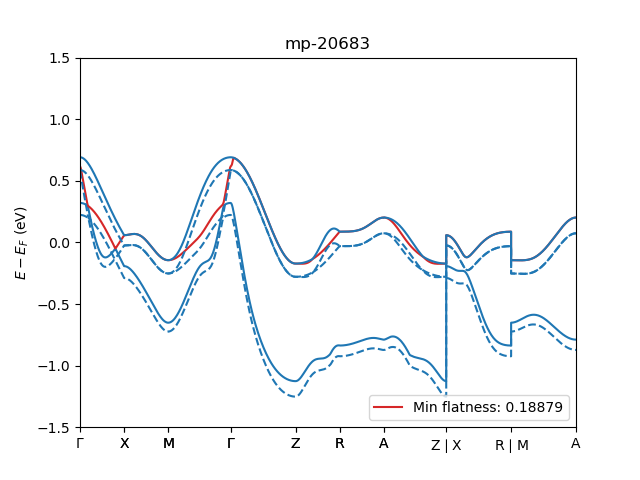 mp-20683
1.5
1.0
0.5
0.0
−0.5
−1.0
−1.5
E − E_F (eV)
Min flatness: 0.18879
Γ X M Γ Z R A Z | X R | M A